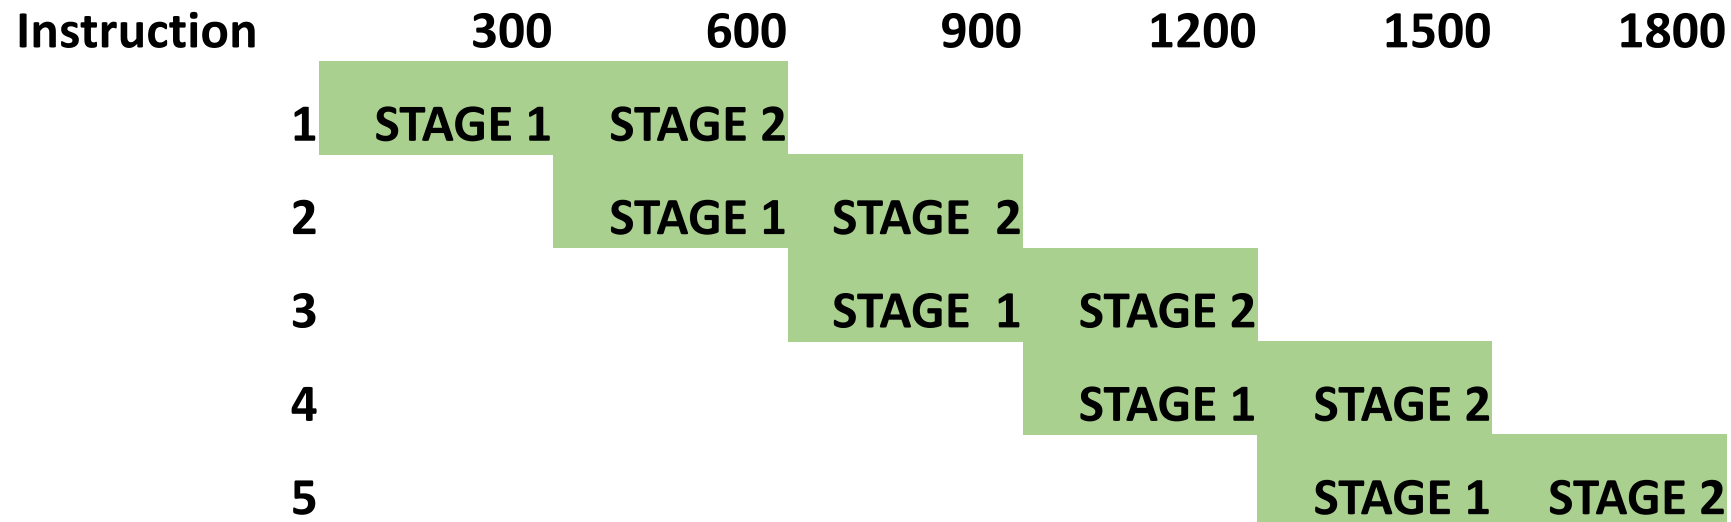 Instruction 300 600 900 1200 1500 1800
1 STAGE 1 STAGE 2
2 STAGE 1 STAGE  2
3 STAGE  1 STAGE 2
4 STAGE 1 STAGE 2
5 STAGE 1 STAGE 2